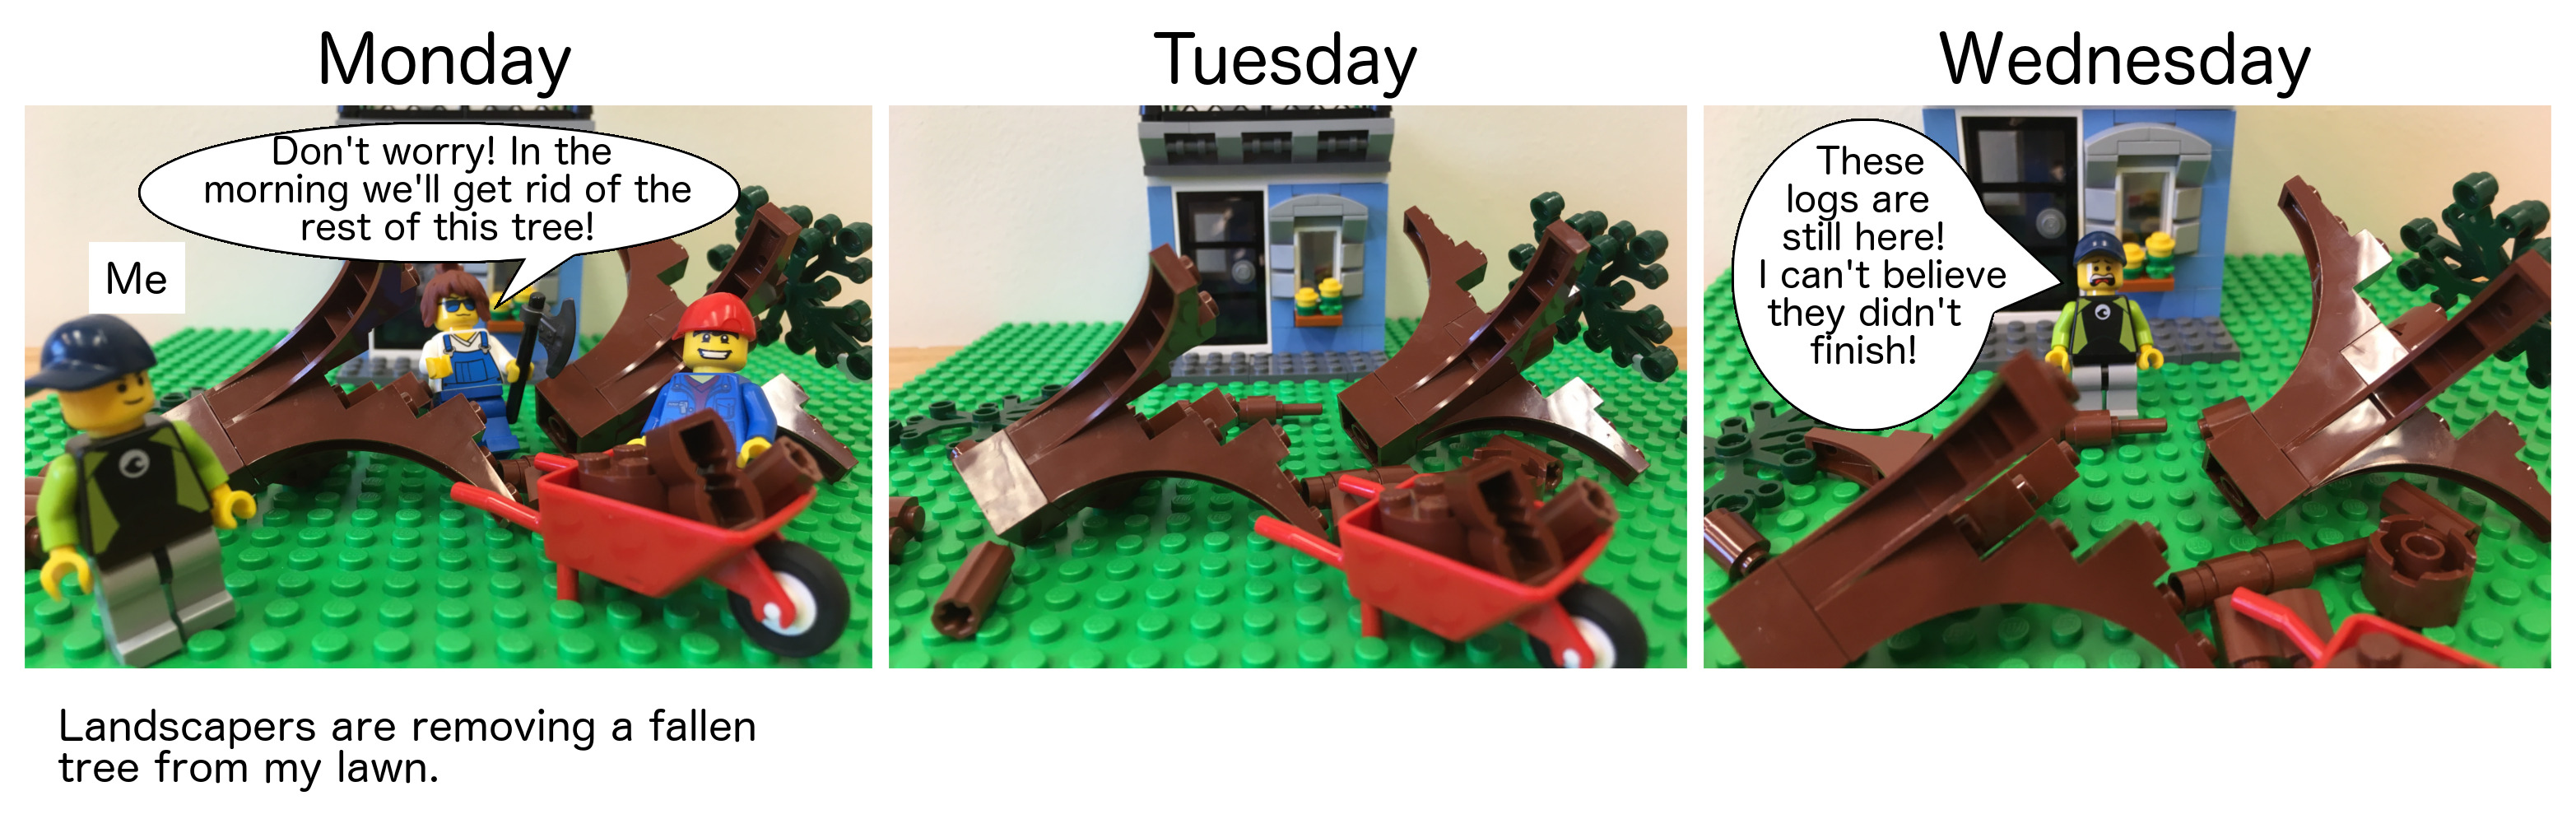 Monday
Tuesday
Wednesday
Don't worry! In the
morning we'll get rid of the
rest of this tree!
Me
These
logs are
still here!
I can't believe
they didn't
finish!
Landscapers are removing a fallen
tree from my lawn.